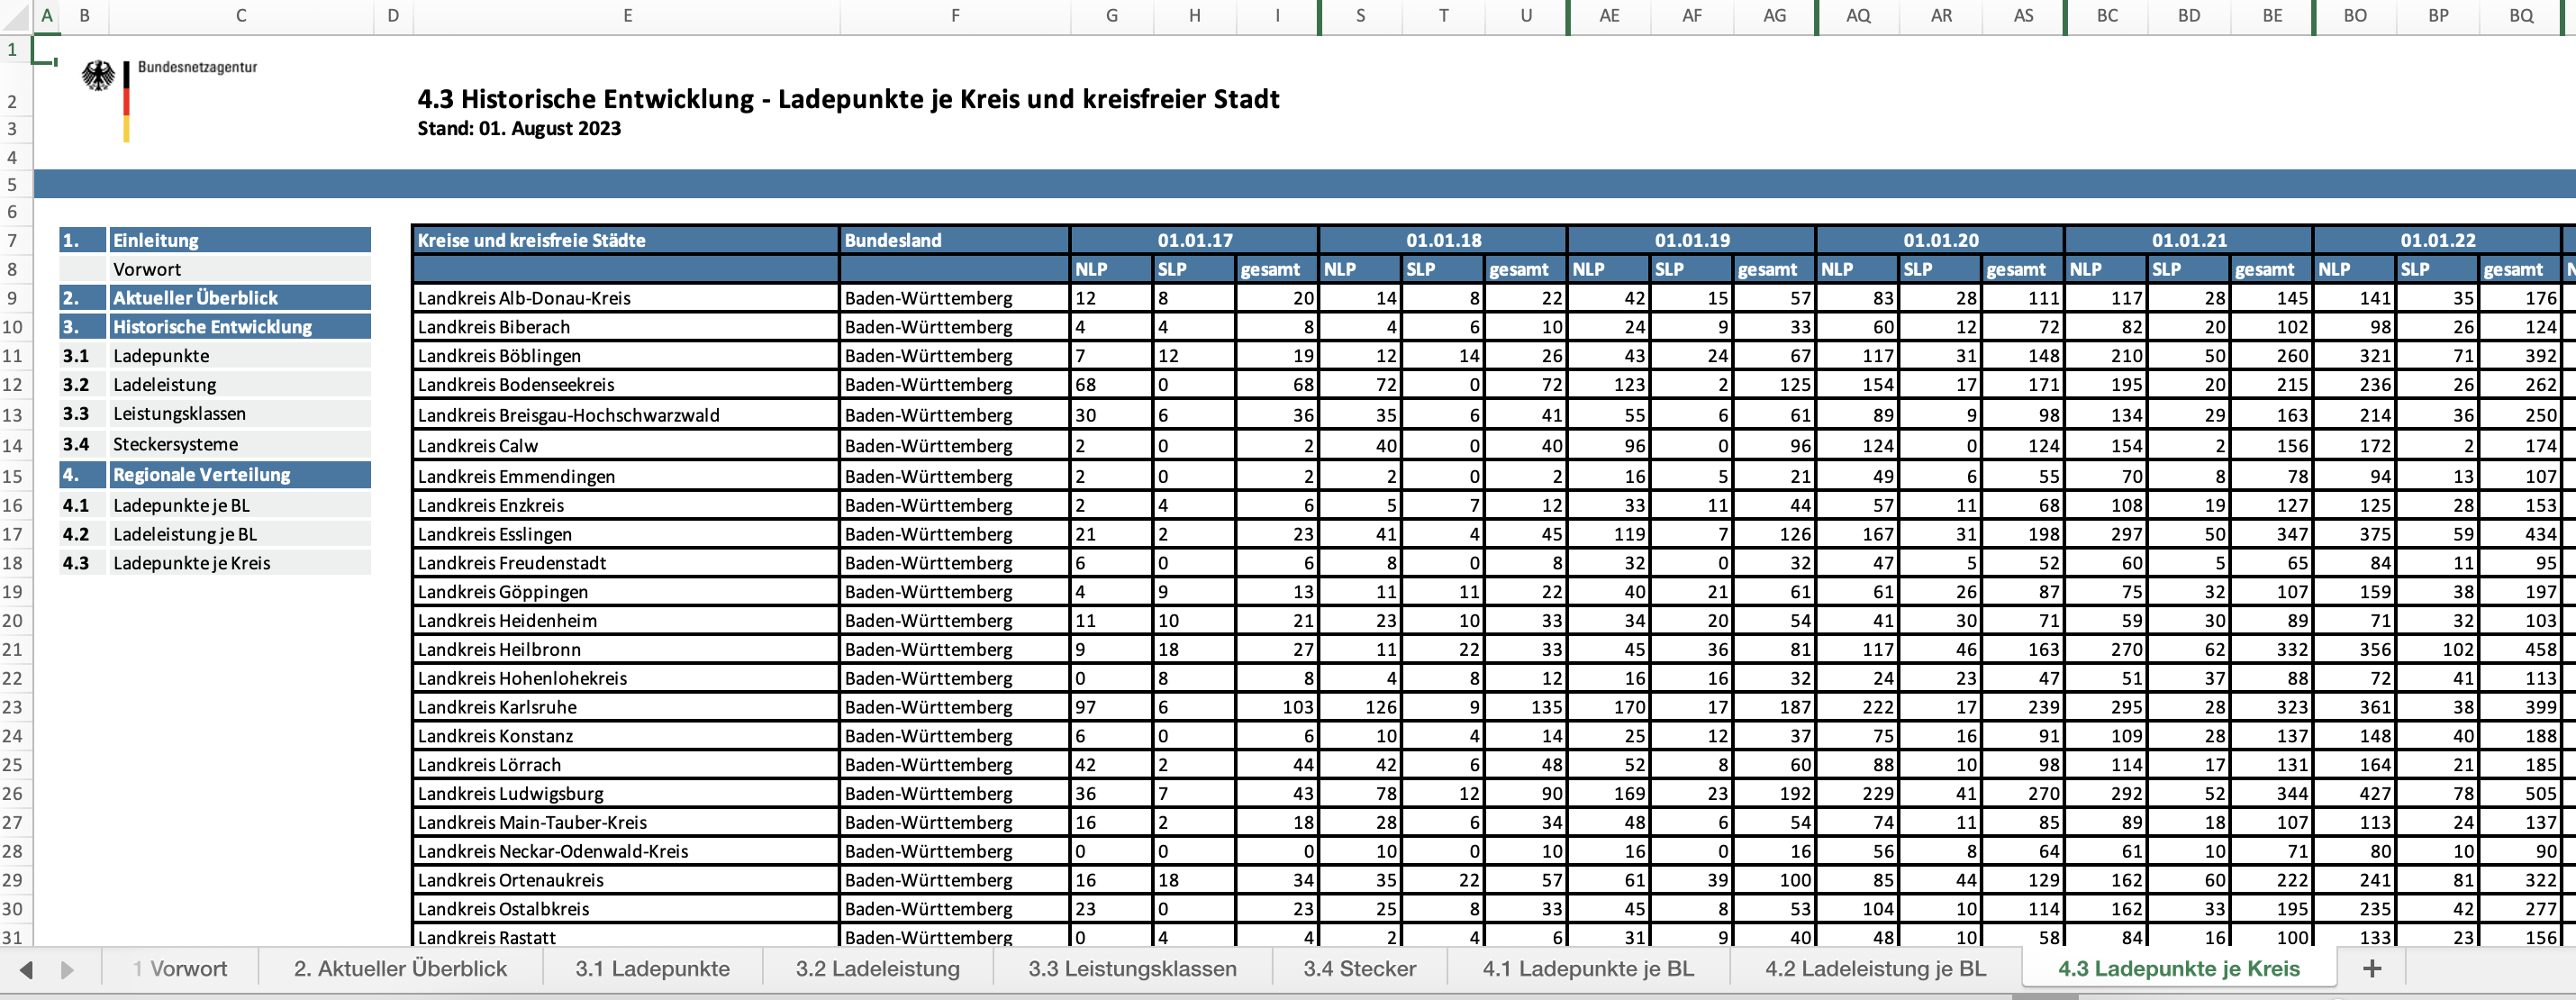 A B C D E F G H I S T U AE AF AG AQ AR AS BC BD BE BO BP BQ
1
Bundesnetzagentur
2 4.3 Historische Entwicklung - Ladepunkte je Kreis und kreisfreier Stadt
3 Stand: 01. August 2023
4
5
6
7 1. Einleitung Kreise und kreisfreie Städte Bundesland 01.01.17 01.01.18 01.01.19 01.01.20 01.01.21 01.01.22
8 Vorwort NLP SLP gesamt NLP SLP gesamt NLP SLP gesamt NLP SLP gesamt NLP SLP gesamt NLP SLP gesamt N
9 2. Aktueller Überblick Landkreis Alb-Donau-Kreis Baden-Württemberg 12 8 20 14 8 22 42 15 57 83 28 111 117 28 145 141 35 176
10 3. Historische Entwicklung Landkreis Biberach Baden-Württemberg 4 4 8 4 6 10 24 9 33 60 12 72 82 20 102 98 26 124
11 3.1 Ladepunkte Landkreis Böblingen Baden-Württemberg 7 12 19 12 14 26 43 24 67 117 31 148 210 50 260 321 71 392
12 3.2 Ladeleistung Landkreis Bodenseekreis Baden-Württemberg 68 0 68 72 0 72 123 2 125 154 17 171 195 20 215 236 26 262
13 3.3 Leistungsklassen Landkreis Breisgau-Hochschwarzwald Baden-Württemberg 30 6 36 35 6 41 55 6 61 89 9 98 134 29 163 214 36 250
14 3.4 Steckersysteme Landkreis Calw Baden-Württemberg 2 0 2 40 0 40 96 0 96 124 0 124 154 2 156 172 2 174
15 4. Regionale Verteilung Landkreis Emmendingen Baden-Württemberg 2 0 2 2 0 2 16 5 21 49 6 55 70 8 78 94 13 107
16 4.1 Ladepunkte je BL Landkreis Enzkreis Baden-Württemberg 2 4 6 5 7 12 33 11 44 57 11 68 108 19 127 125 28 153
17 4.2 Ladeleistung je BL Landkreis Esslingen Baden-Württemberg 21 2 23 41 4 45 119 7 126 167 31 198 297 50 347 375 59 434
18 4.3 Ladepunkte je Kreis Landkreis Freudenstadt Baden-Württemberg 6 0 6 8 0 8 32 0 32 47 5 52 60 5 65 84 11 95
19 Landkreis Göppingen Baden-Württemberg 4 9 13 11 11 22 40 21 61 61 26 87 75 32 107 159 38 197
20 Landkreis Heidenheim Baden-Württemberg 11 10 21 23 10 33 34 20 54 41 30 71 59 30 89 71 32 103
21 Landkreis Heilbronn Baden-Württemberg 9 18 27 11 22 33 45 36 81 117 46 163 270 62 332 356 102 458
22 Landkreis Hohenlohekreis Baden-Württemberg 0 8 8 4 8 12 16 16 32 24 23 47 51 37 88 72 41 113
23 Landkreis Karlsruhe Baden-Württemberg 97 6 103 126 9 135 170 17 187 222 17 239 295 28 323 361 38 399
24 Landkreis Konstanz Baden-Württemberg 6 0 6 10 4 14 25 12 37 75 16 91 109 28 137 148 40 188
25 Landkreis Lörrach Baden-Württemberg 42 2 44 42 6 48 52 8 60 88 10 98 114 17 131 164 21 185
26 Landkreis Ludwigsburg Baden-Württemberg 36 7 43 78 12 90 169 23 192 229 41 270 292 52 344 427 78 505
27 Landkreis Main-Tauber-Kreis Baden-Württemberg 16 2 18 28 6 34 48 6 54 74 11 85 89 18 107 113 24 137
28 Landkreis Neckar-Odenwald-Kreis Baden-Württemberg 0 0 0 10 0 10 16 0 16 56 8 64 61 10 71 80 10 90
29 Landkreis Ortenaukreis Baden-Württemberg 16 18 34 35 22 57 61 39 100 85 44 129 162 60 222 241 81 322
30 Landkreis Ostalbkreis Baden-Württemberg 23 0 23 25 8 33 45 8 53 104 10 114 162 33 195 235 42 277
31 Landkreis Rastatt Baden-Württemberg 0 4 4 2 4 6 31 9 40 48 10 58 84 16 100 133 23 156
1 Vorwort 2. Aktueller Überblick 3.1 Ladepunkte 3.2 Ladeleistung 3.3 Leistungsklassen 3.4 Stecker 4.1 Ladepunkte je BL 4.2 Ladeleistung je BL 4.3 Ladepunkte je Kreis +